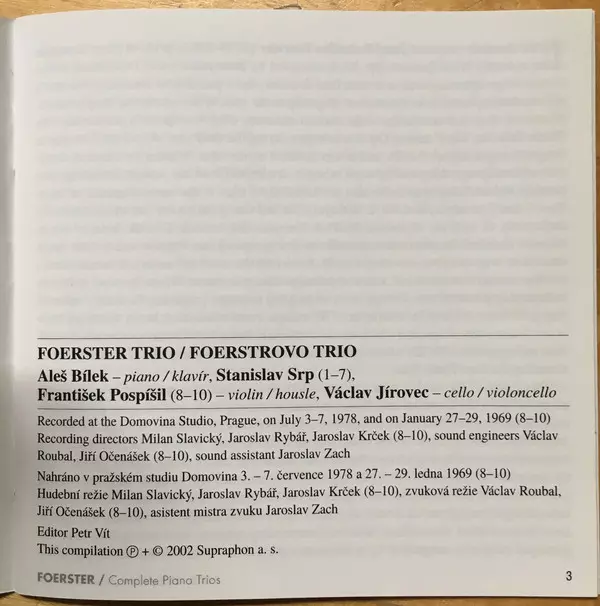 FOERSTER TRIO / FOERSTROVO TRIO
Aleš Bílek – piano / klavír, Stanislav Srp (1–7),
František Pospíšil (8–10) – violin / housle, Václav Jírovec – cello / violoncello
Recorded at the Domovina Studio, Prague, on July 3–7, 1978, and on January 27–29, 1969 (8–10)
Recording directors Milan Slavický, Jaroslav Rybář, Jaroslav Krček (8–10), sound engineers Václav
Roubal, Jiří Očenášek (8–10), sound assistant Jaroslav Zach
Nahráno v pražském studiu Domovina 3. – 7. července 1978 a 27. – 29. ledna 1969 (8–10)
Hudební režie Milan Slavický, Jaroslav Rybář, Jaroslav Krček (8–10), zvuková režie Václav Roubal,
Jiří Očenášek (8–10), asistent mistra zvuku Jaroslav Zach
Editor Petr Vít
This compilation ℗ + © 2002 Supraphon a. s.
FOERSTER / Complete Piano Trios 3